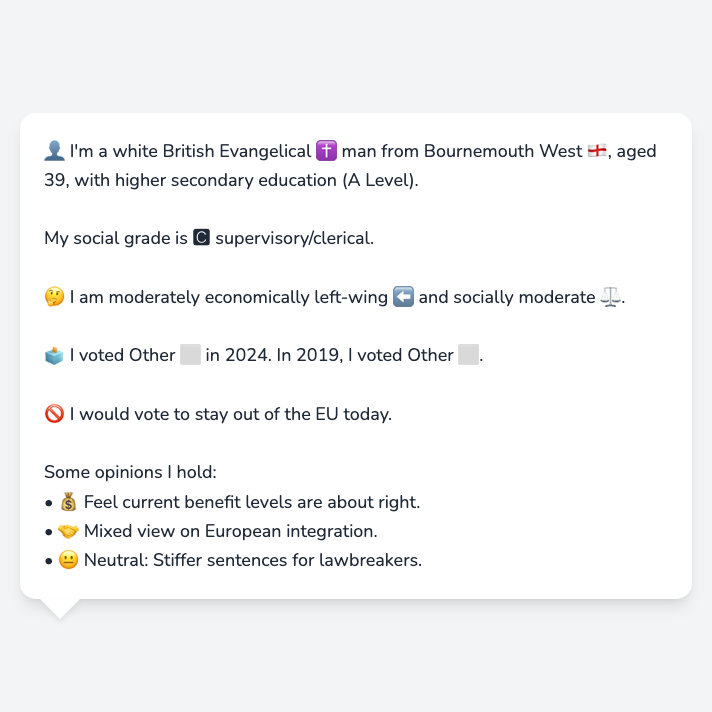 👤 I'm a white British Evangelical ✝️ man from Bournemouth West 🏴󠁧󠁢󠁥󠁮󠁧󠁿, aged
39, with higher secondary education (A Level).
My social grade is 🅲 supervisory/clerical.
🤔 I am moderately economically left-wing ⬅️ and socially moderate ⚖️.
🗳️ I voted Other ⬜ in 2024. In 2019, I voted Other ⬜.
🚫 I would vote to stay out of the EU today.
Some opinions I hold:
• 💰 Feel current benefit levels are about right.
• 🤝 Mixed view on European integration.
• 😐 Neutral: Stiffer sentences for lawbreakers.